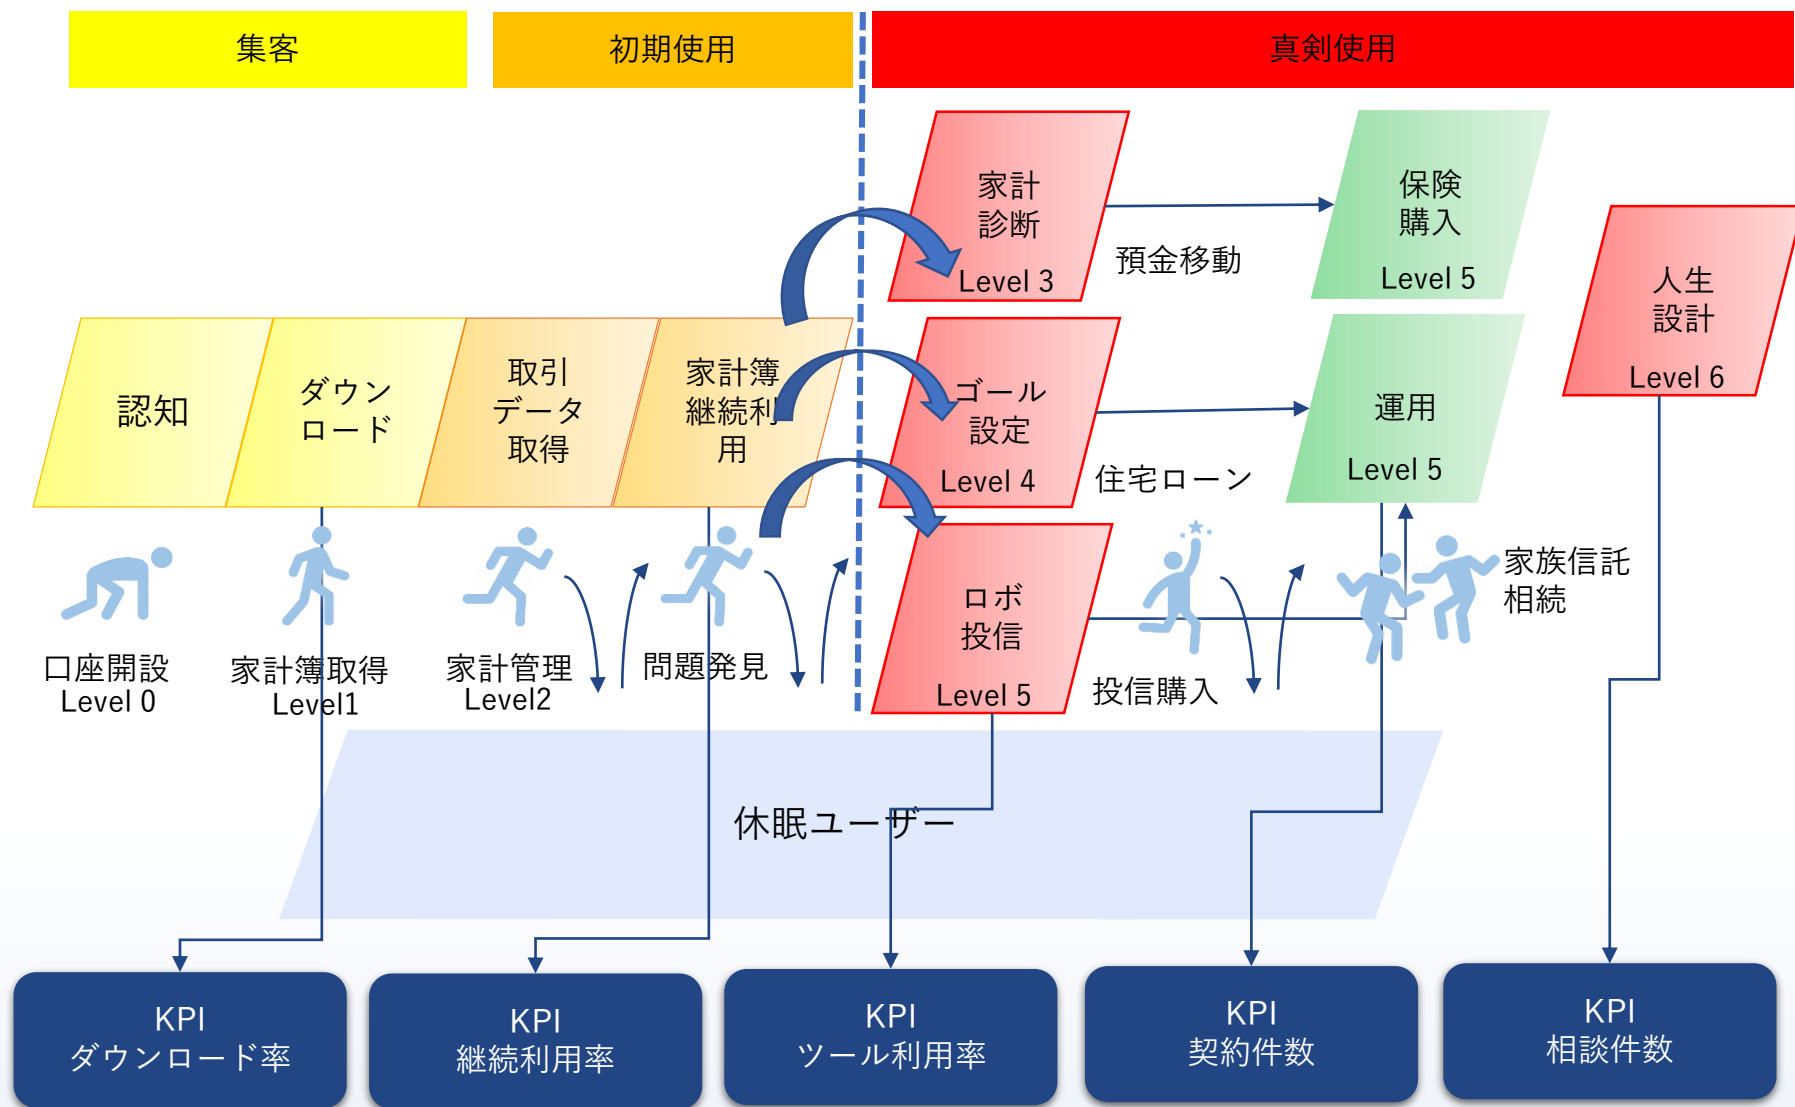 集客
初期使用
真剣使用
家計
診断
Level 3
預金移動
保険
購入
Level 5
人生
設計
Level 6
認知
ダウン
ロード
取引
データ
取得
家計簿
継続利
用
ゴール
設定
Level 4
住宅ローン
運用
Level 5
ロボ
投信
Level 5
投信購入
家族信託
相続
口座開設
Level 0
家計簿取得
Level1
家計管理
Level2
問題発見
休眠ユーザー
KPI
ダウンロード率
KPI
継続利用率
KPI
ツール利用率
KPI
契約件数
KPI
相談件数